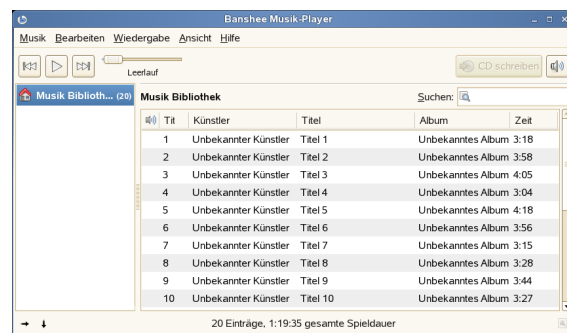 Banshee Musik-Player
Musik Bearbeiten Wiedergabe Ansicht Hilfe
Leerlauf
CD schreiben
Musik Biblioth... (20)
Musik Bibliothek
Suchen:
Tit Künstler Titel Album Zeit
1 Unbekannter Künstler Titel 1 Unbekanntes Album 3:18
2 Unbekannter Künstler Titel 2 Unbekanntes Album 3:58
3 Unbekannter Künstler Titel 3 Unbekanntes Album 4:05
4 Unbekannter Künstler Titel 4 Unbekanntes Album 3:04
5 Unbekannter Künstler Titel 5 Unbekanntes Album 4:18
6 Unbekannter Künstler Titel 6 Unbekanntes Album 3:56
7 Unbekannter Künstler Titel 7 Unbekanntes Album 3:15
8 Unbekannter Künstler Titel 8 Unbekanntes Album 3:28
9 Unbekannter Künstler Titel 9 Unbekanntes Album 3:44
10 Unbekannter Künstler Titel 10 Unbekanntes Album 3:27
20 Einträge, 1:19:35 gesamte Spieldauer